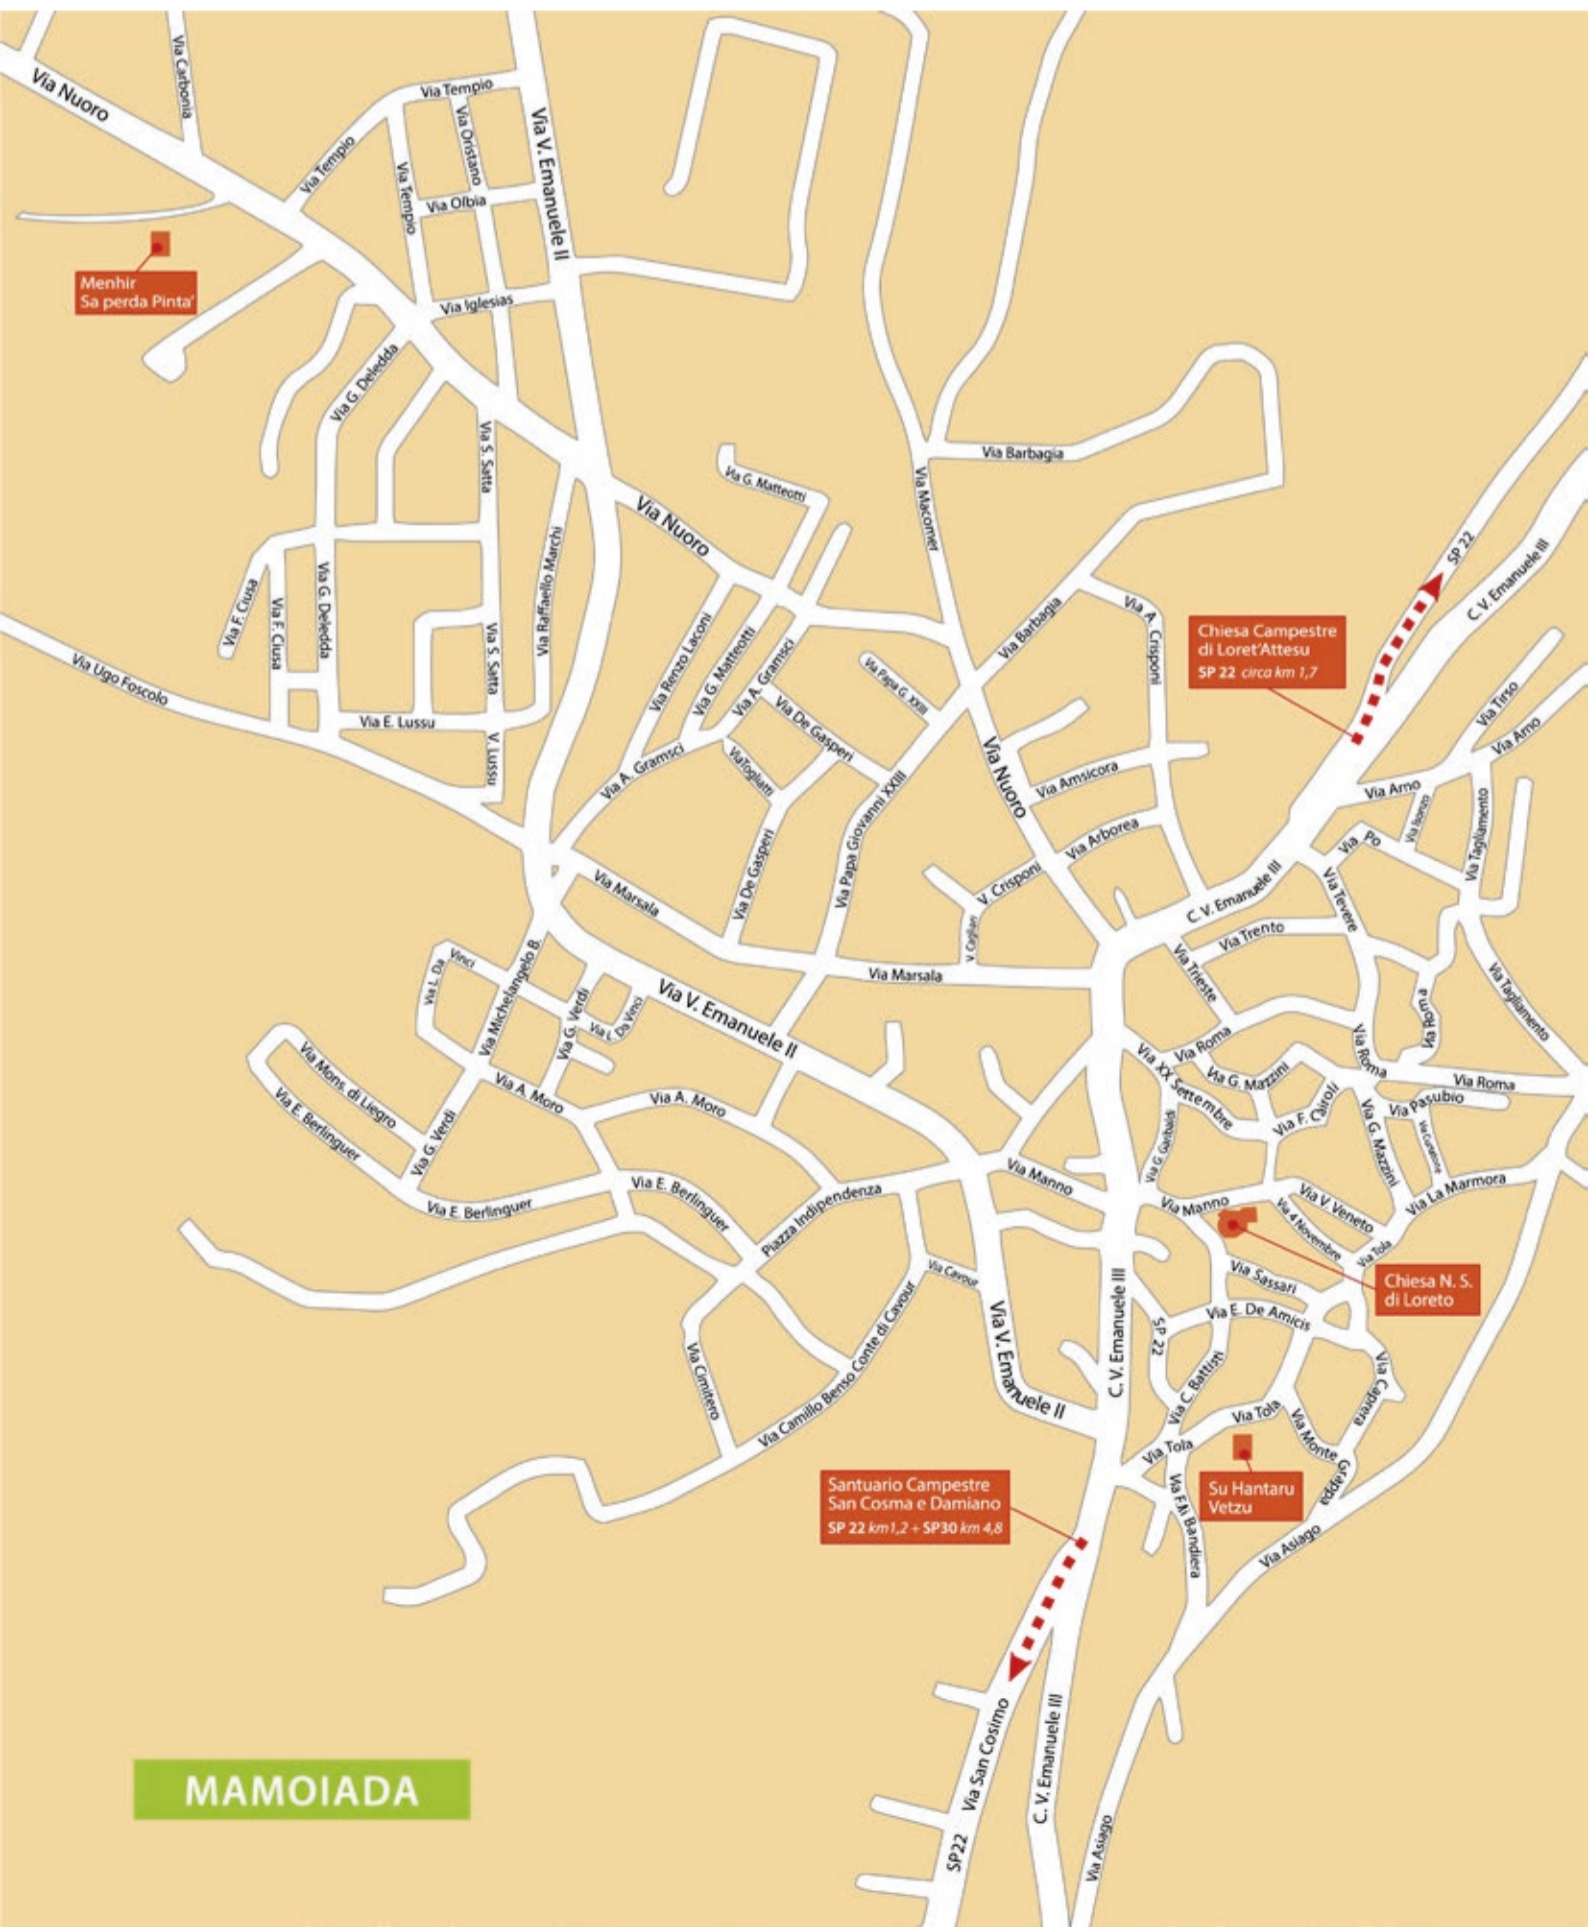 Via Nuoro
Via Carbonia
Via Tempio
Via Tempio
Via Tempio
Via Oristano
Via Olbia
Via V. Emanuele II
Via Iglesias
Menhir
Sa perda Pinta'
Via G. Deledda
Via S. Satta
Via Raffaello Marchi
Via Nuoro
Via G. Matteotti
Via Macomer
Via Barbagia
SP 22
C. V. Emanuele III
Via F. Ciusa
Via F. Ciusa
Via G. Deledda
Via S. Satta
Via Ugo Foscolo
Via E. Lussu
V. Lussu
Via Renzo Laconi
Via G. Matteotti
Via A. Gramsci
Via A. Gramsci
Via Papa G. XXIII
Via De Gasperi
Via Togliatti
Via De Gasperi
Via Papa Giovanni XXIII
Via Barbagia
Via A. Crisponi
Chiesa Campestre
di Loret'Attesu
SP 22 circa km 1,7
Via Tirso
Via Arno
Via Arno
Via Isonzo
Via Tagliamento
Via Po
Via Nuoro
Via Amsicora
Via Arborea
V. Crisponi
V. Cagliari
C. V. Emanuele III
Via Tevere
Via Trento
Via Trieste
Via Marsala
Via Marsala
Via Michelangelo B.
Via L. Da
Vinci
Via G. Verdi
Via L. Da Vinci
Via V. Emanuele II
Via Roma
Via Tagliamento
Via Roma
Via Roma
Via Roma
Via XX Settembre
Via G. Mazzini
Via F. Cairoli
Via Pasubio
Via G. Mazzini
Via Curtatone
Via G. Garibaldi
Via Mons. di Liegro
Via E. Berlinguer
Via G. Verdi
Via A. Moro
Via A. Moro
Via E. Berlinguer
Via E. Berlinguer
Piazza Indipendenza
Via Manno
Via Manno
Via V. Veneto
Via 4 Novembre
Via La Marmora
Via Tola
Chiesa N. S.
di Loreto
Via Cavour
Via Sassari
Via E. De Amicis
SP 22
Via C. Battisti
Via Caprera
Via V. Emanuele II
C. V. Emanuele III
Via Cimitero
Via Camillo Benso Conte di Cavour
Via Tola
Via Tola
Via Monte Grappa
Su Hantaru
Vetzu
Via F.lli Bandiera
Via Asiago
Santuario Campestre
San Cosma e Damiano
SP 22 km1,2 + SP30 km 4,8
Via San Cosimo
SP22
C. V. Emanuele III
Via Asiago
MAMOIADA